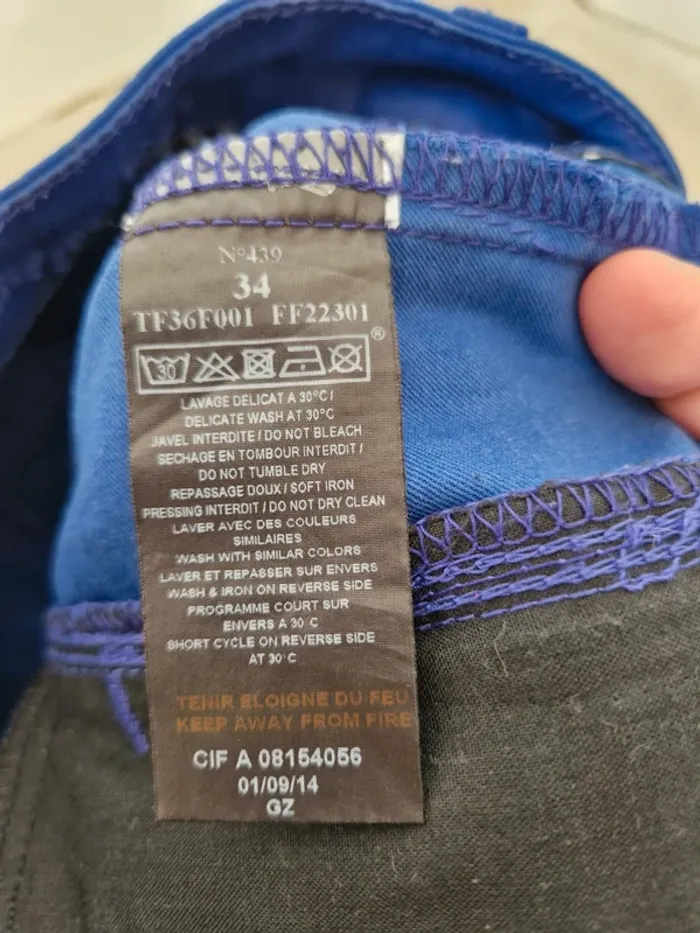 N°439
34
TF36F001 FF22301
30
®
LAVAGE DELICAT A 30°C /
DELICATE WASH AT 30°C
JAVEL INTERDITE / DO NOT BLEACH
SECHAGE EN TOMBOUR INTERDIT /
DO NOT TUMBLE DRY
REPASSAGE DOUX / SOFT IRON
PRESSING INTERDIT / DO NOT DRY CLEAN
LAVER AVEC DES COULEURS
SIMILAIRES
WASH WITH SIMILAR COLORS
LAVER ET REPASSER SUR ENVERS
WASH & IRON ON REVERSE SIDE
PROGRAMME COURT SUR
ENVERS A 30 C
SHORT CYCLE ON REVERSE SIDE
AT 30°C
TENIR ELOIGNE DU FEU
KEEP AWAY FROM FIRE
CIF A 08154056
01/09/14
GZ